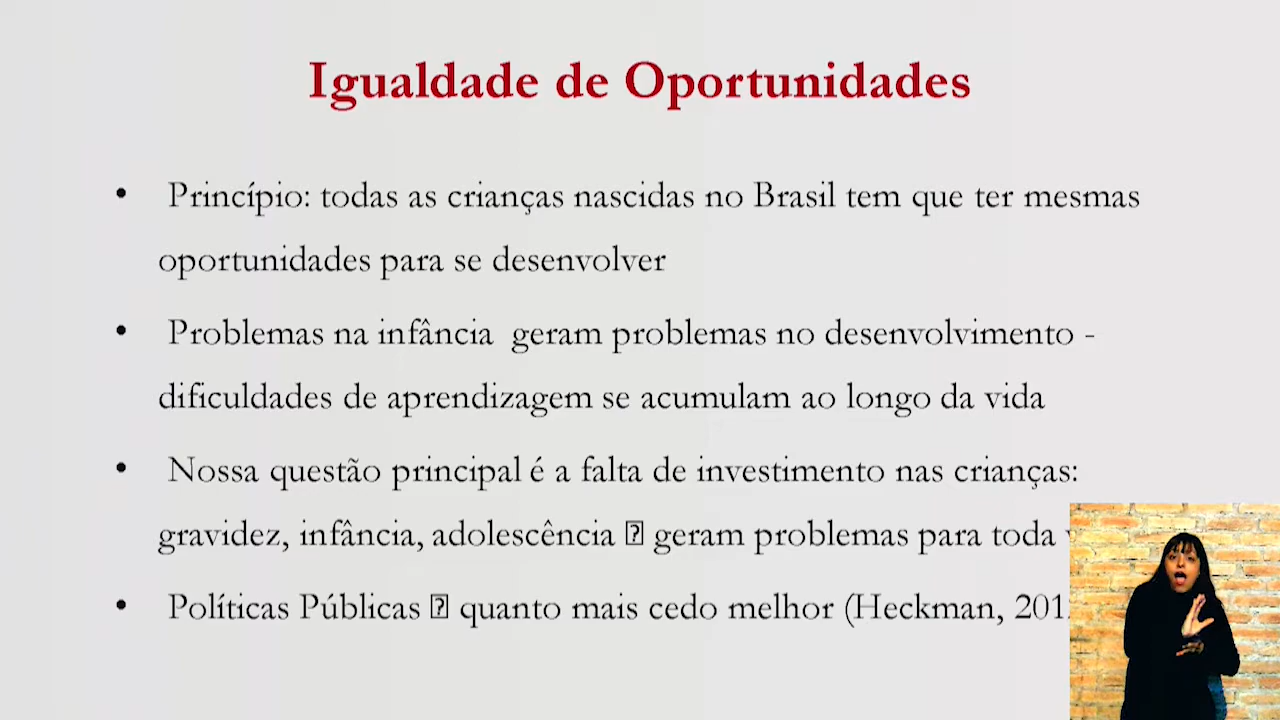 Igualdade de Oportunidades
• Princípio: todas as crianças nascidas no Brasil tem que ter mesmas
oportunidades para se desenvolver
• Problemas na infância geram problemas no desenvolvimento -
dificuldades de aprendizagem se acumulam ao longo da vida
• Nossa questão principal é a falta de investimento nas crianças:
gravidez, infância, adolescência ⍰ geram problemas para toda
• Políticas Públicas ⍰ quanto mais cedo melhor (Heckman,